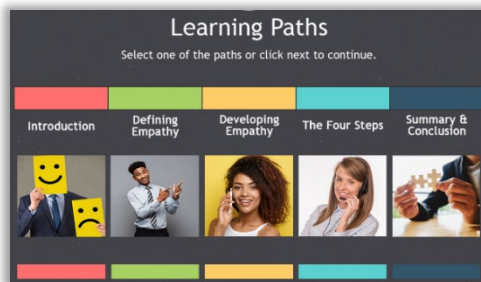 Learning Paths
Select one of the paths or click next to continue.
Introduction
Defining
Empathy
Developing
Empathy
The Four Steps
Summary &
Conclusion